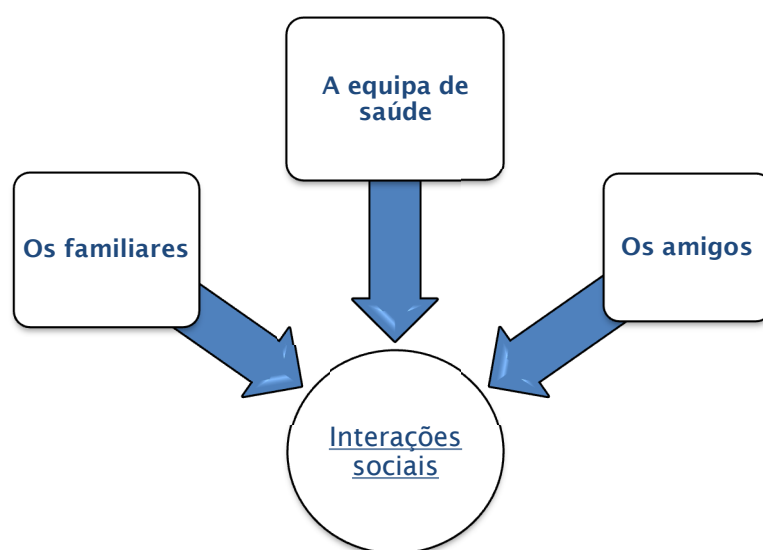 A equipa de
saúde
Os familiares
Os amigos
Interações
sociais